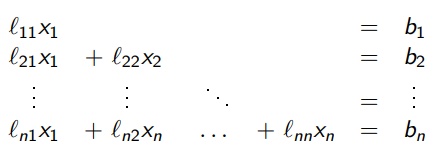 ℓ₁₁x₁ = b₁
ℓ₂₁x₁ + ℓ₂₂x₂ = b₂
⋮ ⋮ ⋱ = ⋮
ℓₙ₁x₁ + ℓₙ₂xₙ … + ℓₙₙxₙ = bₙ